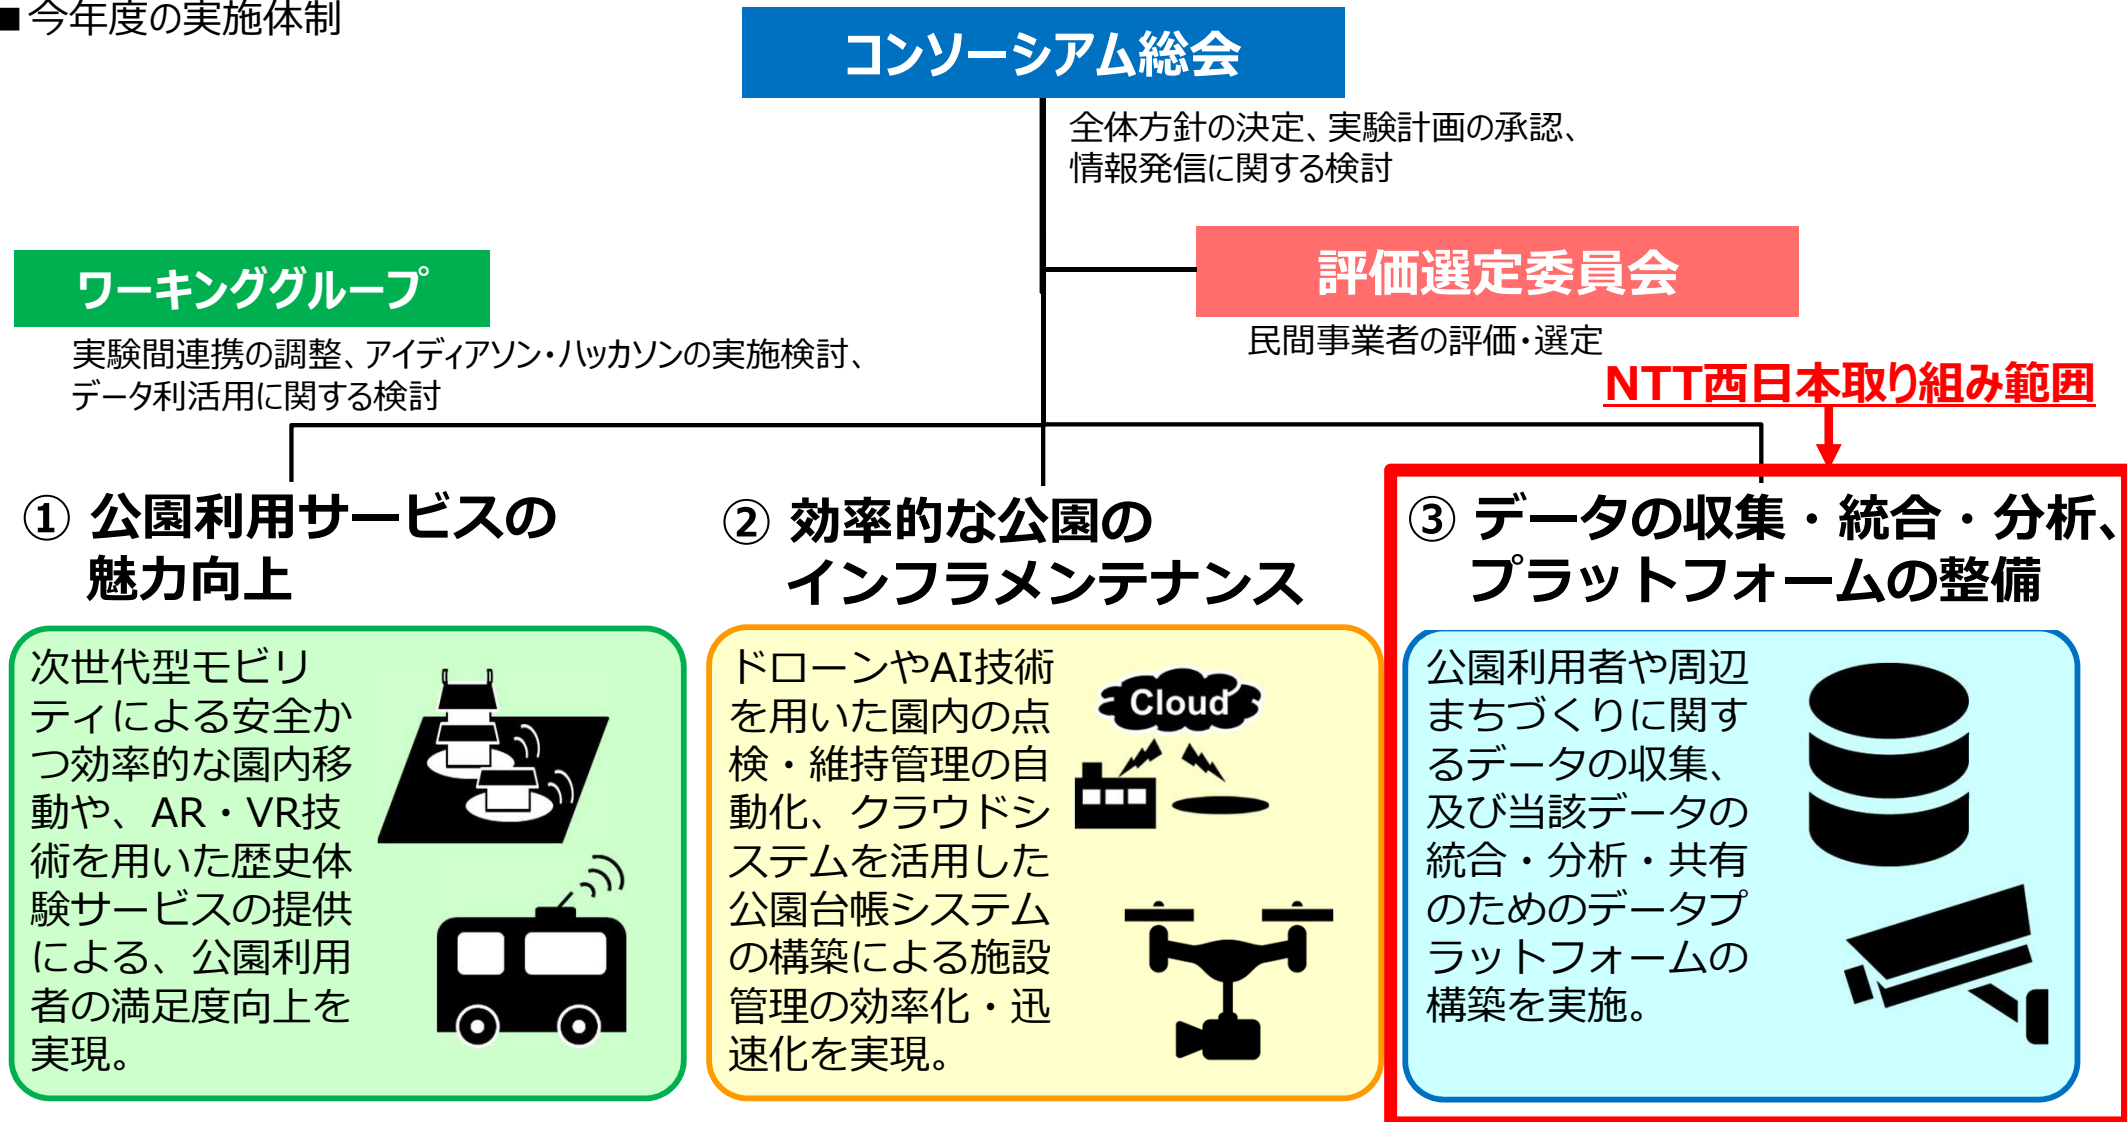 ■今年度の実施体制
コンソーシアム総会
全体方針の決定、実験計画の承認、
情報発信に関する検討
評価選定委員会
民間事業者の評価・選定
ワーキンググループ
実験間連携の調整、アイディアソン・ハッカソンの実施検討、
データ利活用に関する検討
NTT西日本取り組み範囲
① 公園利用サービスの
魅力向上
次世代型モビリ
ティによる安全か
つ効率的な園内移
動や、AR・VR技
術を用いた歴史体
験サービスの提供
による、公園利用
者の満足度向上を
実現。
② 効率的な公園の
インフラメンテナンス
ドローンやAI技術
を用いた園内の点
検・維持管理の自
動化、クラウドシ
ステムを活用した
公園台帳システム
の構築による施設
管理の効率化・迅
速化を実現。
Cloud
③ データの収集・統合・分析、
プラットフォームの整備
公園利用者や周辺
まちづくりに関す
るデータの収集、
及び当該データの
統合・分析・共有
のためのデータプ
ラットフォームの
構築を実施。